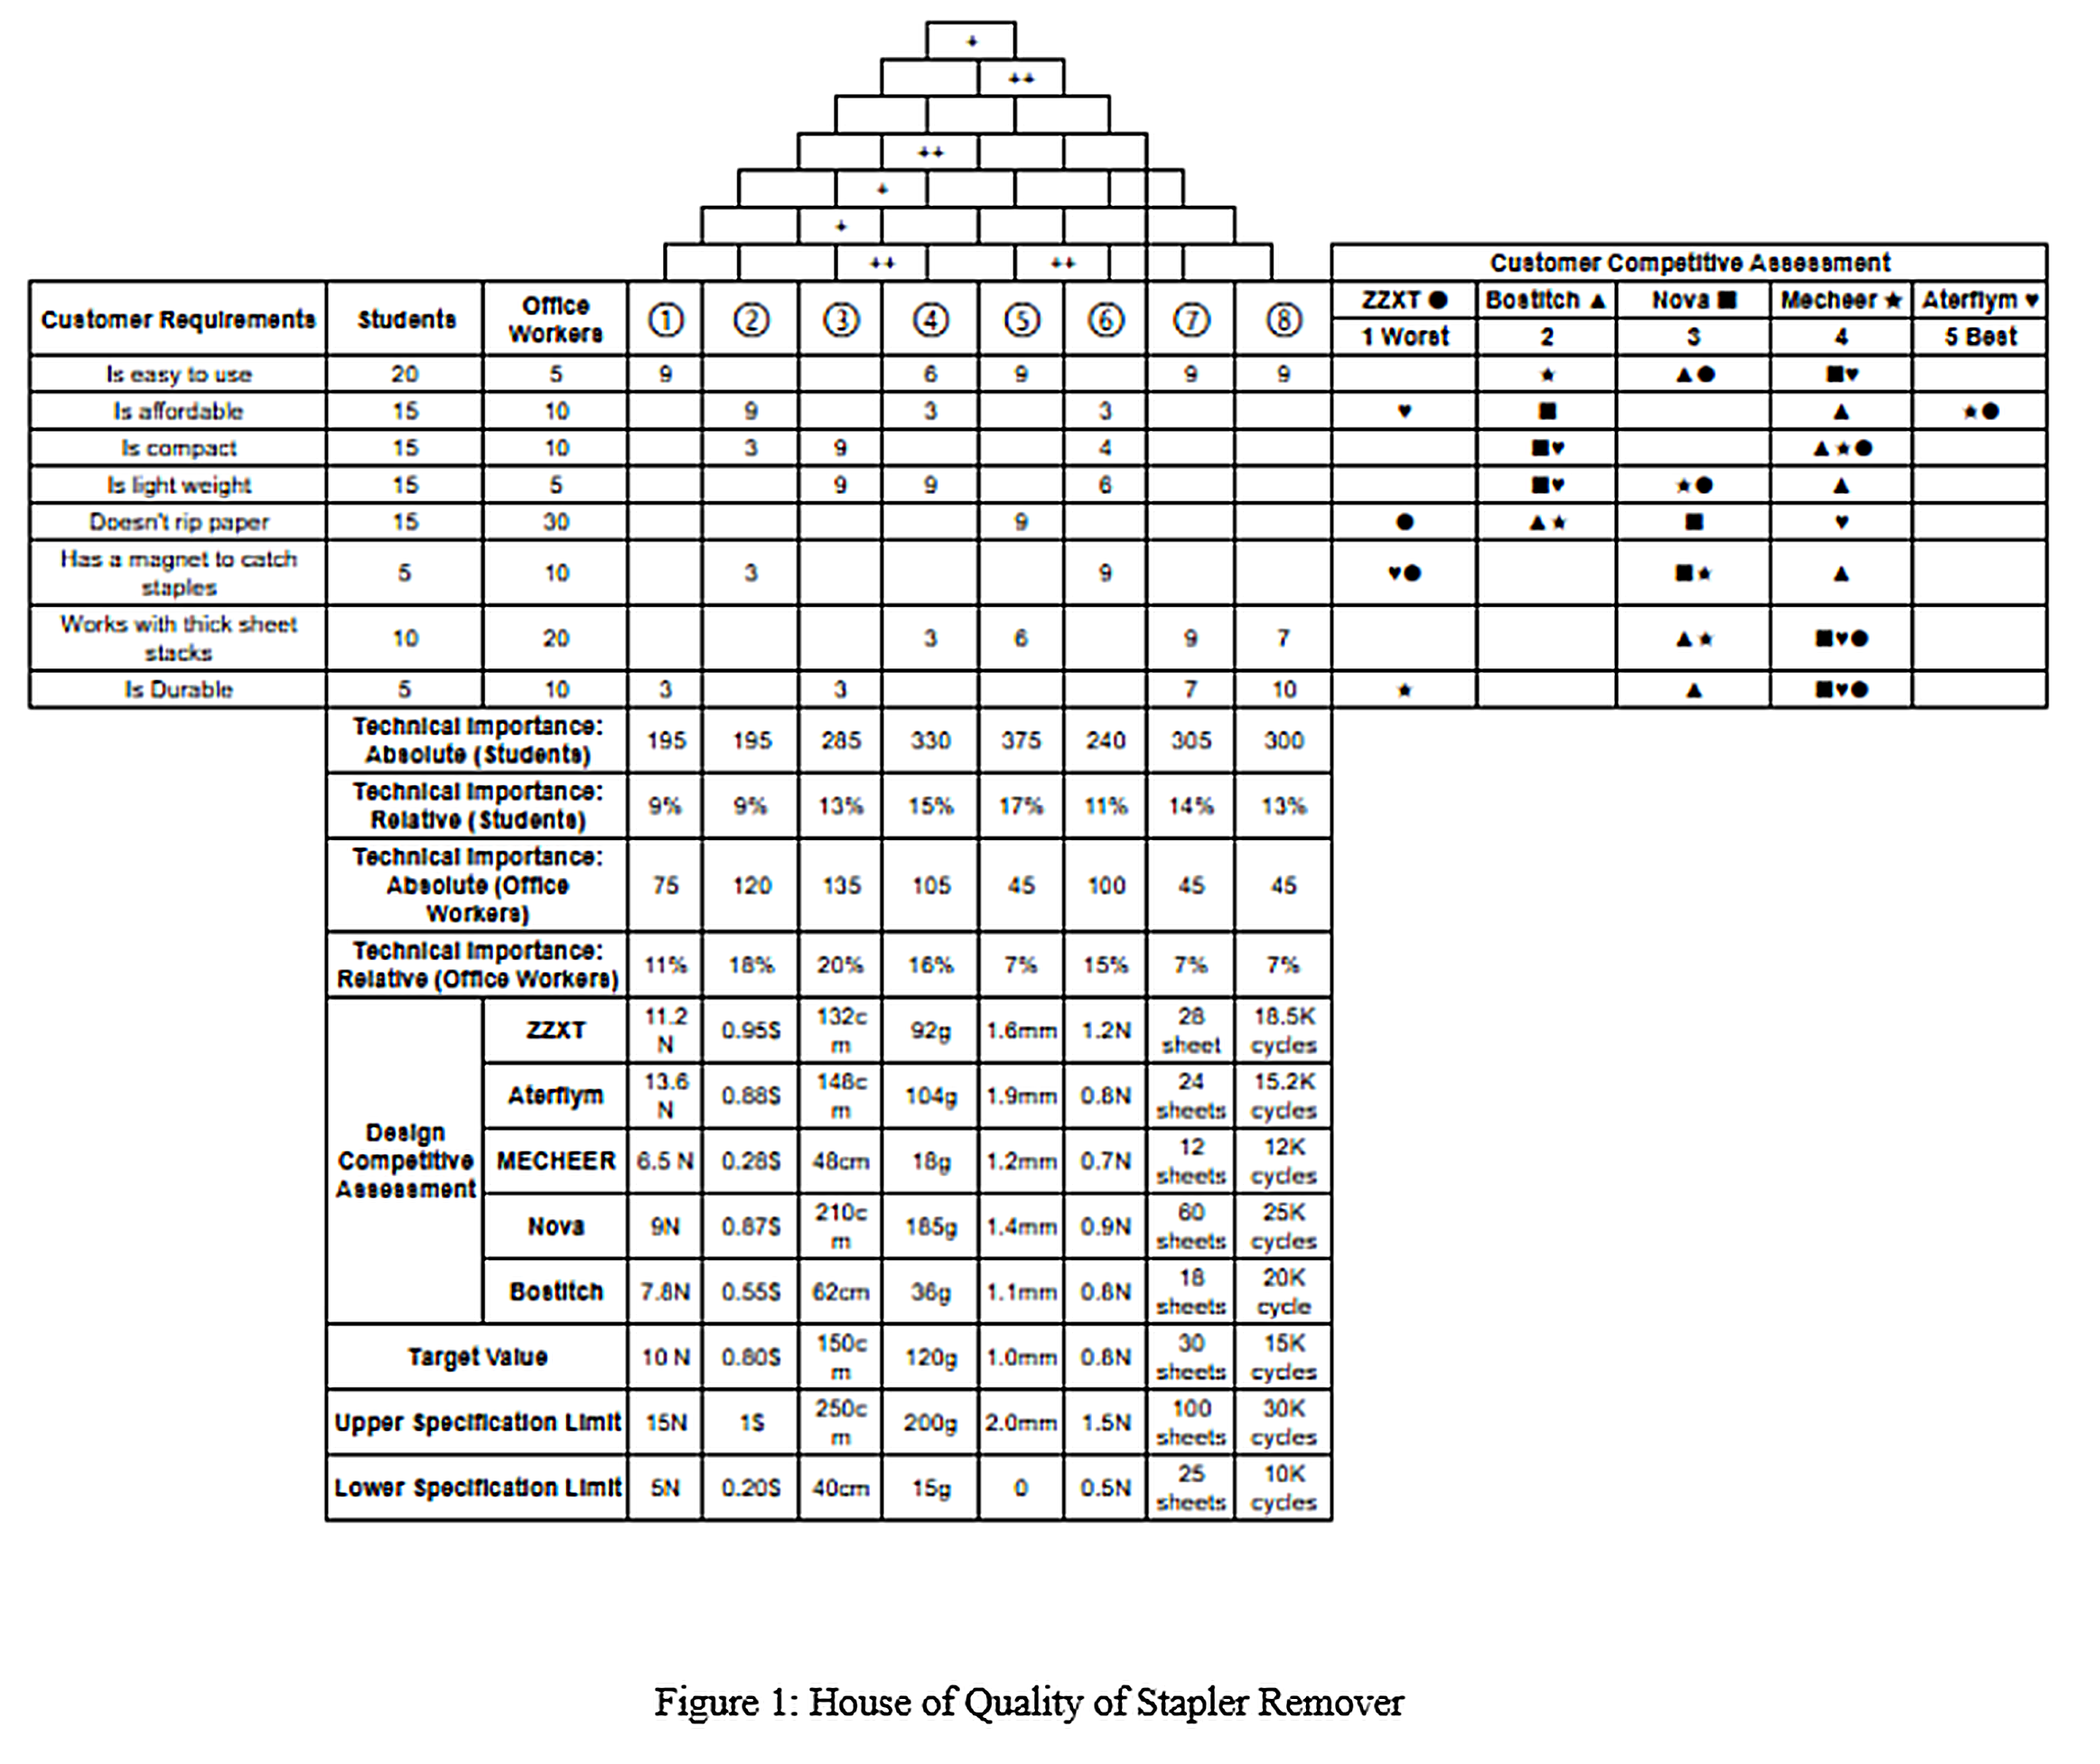 +
++
++
+
+
++ ++
Customer Competitive Assessment
Customer Requirements Students Office Workers ① ② ③ ④ ⑤ ⑥ ⑦ ⑧ ZZXT ● Bostitch ▲ Nova ■ Mecheer ★ Aterflym ♥
1 Worst 2 3 4 5 Best
Is easy to use 20 5 9 6 9 9 9 ★ ▲● ■♥
Is affordable 15 10 9 3 3 ♥ ■ ▲ ★●
Is compact 15 10 3 9 4 ■♥ ▲★●
Is light weight 15 5 9 9 6 ■♥ ★● ▲
Doesn't rip paper 15 30 9 ● ▲★ ■ ♥
Has a magnet to catch staples 5 10 3 9 ♥● ■★ ▲
Works with thick sheet stacks 10 20 3 6 9 7 ▲★ ■♥●
Is Durable 5 10 3 3 7 10 ★ ▲ ■♥●
Technical Importance: Absolute (Students) 195 195 285 330 375 240 305 300
Technical Importance: Relative (Students) 9% 9% 13% 15% 17% 11% 14% 13%
Technical Importance: Absolute (Office Workers) 75 120 135 105 45 100 45 45
Technical Importance: Relative (Office Workers) 11% 18% 20% 16% 7% 15% 7% 7%
Design Competitive Assessment
ZZXT 11.2 N 0.95$ 132cm 92g 1.6mm 1.2N 28 sheet 18.5K cycles
Aterflym 13.6 N 0.88$ 148cm 104g 1.9mm 0.8N 24 sheets 15.2K cycles
MECHEER 6.5 N 0.28$ 48cm 18g 1.2mm 0.7N 12 sheets 12K cycles
Nova 9N 0.87$ 210cm 185g 1.4mm 0.9N 60 sheets 25K cycles
Bostitch 7.8N 0.55$ 62cm 36g 1.1mm 0.8N 18 sheets 20K cycle
Target Value 10 N 0.80$ 150cm 120g 1.0mm 0.8N 30 sheets 15K cycles
Upper Specification Limit 15N 1$ 250cm 200g 2.0mm 1.5N 100 sheets 30K cycles
Lower Specification Limit 5N 0.20$ 40cm 15g 0 0.5N 25 sheets 10K cycles
Figure 1: House of Quality of Stapler Remover